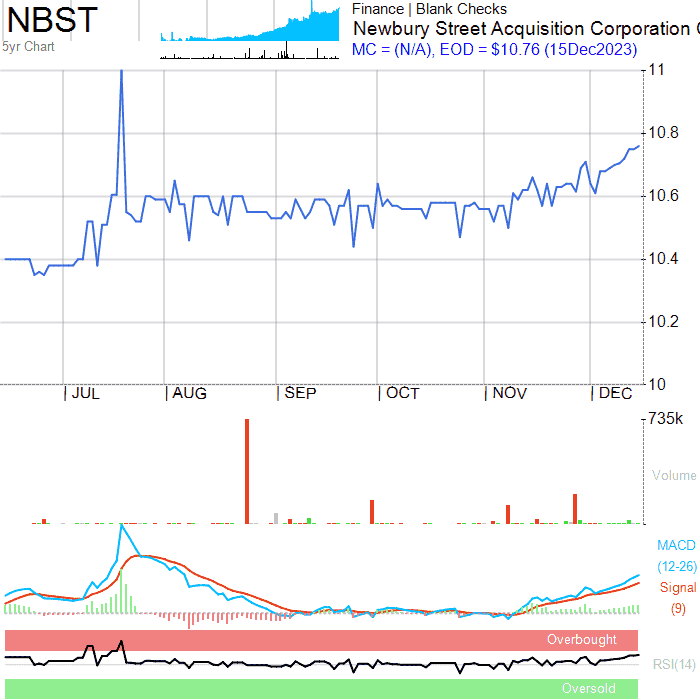 NBST
5yr Chart
Finance | Blank Checks
Newbury Street Acquisition Corporation
MC = (N/A), EOD = $10.76 (15Dec2023)
11
10.8
10.6
10.4
10.2
10
JUL AUG SEP OCT NOV DEC
735k
Volume
MACD
(12-26)
Signal
(9)
Overbought
RSI(14)
Oversold